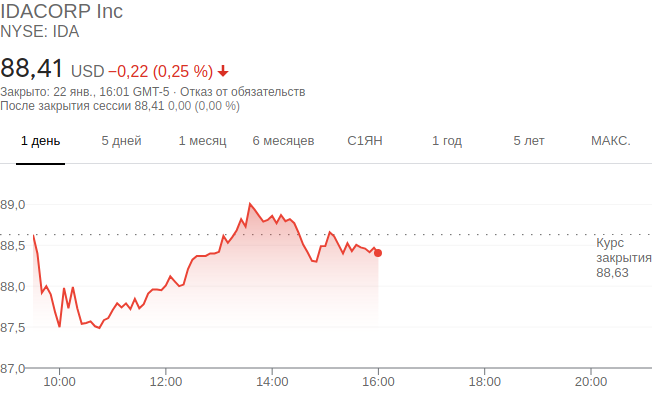 IDACORP Inc
NYSE: IDA
88,41 USD −0,22 (0,25 %)
Закрыто: 22 янв., 16:01 GMT-5 · Отказ от обязательств
После закрытия сессии 88,41 0,00 (0,00 %)
1 день 5 дней 1 месяц 6 месяцев С1ЯН 1 год 5 лет МАКС.
89,0
88,5
88,0
87,5
87,0
Курс
закрытия
88,63
10:00 12:00 14:00 16:00 18:00 20:00